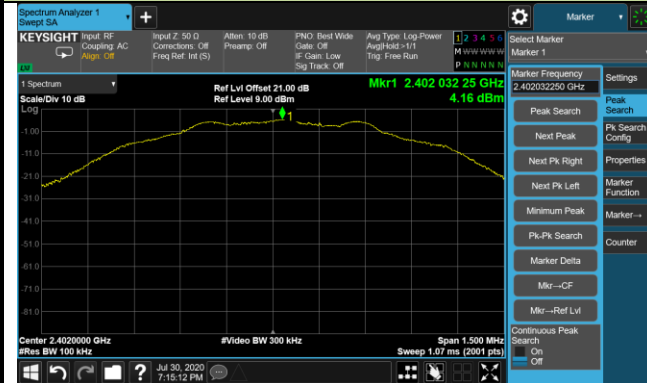 Spectrum Analyzer 1
Swept SA
+
Marker
KEYSIGHT
Input: RF
Coupling: AC
Align: Off
Input Z: 50 Ω
Corrections: Off
Freq Ref: Int (S)
Atten: 10 dB
Preamp: Off
PNO: Best Wide
Gate: Off
IF Gain: Low
Sig Track: Off
Avg Type: Log-Power
Avg|Hold:>1/1
Trig: Free Run
1 2 3 4 5 6
M W W W W W
P N N N N N
Select Marker
Marker 1
1 Spectrum
Scale/Div 10 dB
Log
Ref Lvl Offset 21.00 dB
Ref Level 9.00 dBm
Mkr1 2.402 032 25 GHz
4.16 dBm
1
-1.00
-11.0
-21.0
-31.0
-41.0
-51.0
-61.0
-71.0
-81.0
Center 2.4020000 GHz
#Res BW 100 kHz
#Video BW 300 kHz
Span 1.500 MHz
Sweep 1.07 ms (2001 pts)
Marker Frequency
2.402032250 GHz
Peak Search
Next Peak
Next Pk Right
Next Pk Left
Minimum Peak
Pk-Pk Search
Marker Delta
Mkr→CF
Mkr→Ref Lvl
Continuous Peak
Search
On
Off
Settings
Peak
Search
Pk Search
Config
Properties
Marker
Function
Marker→
Counter
?
Jul 30, 2020
7:15:12 PM